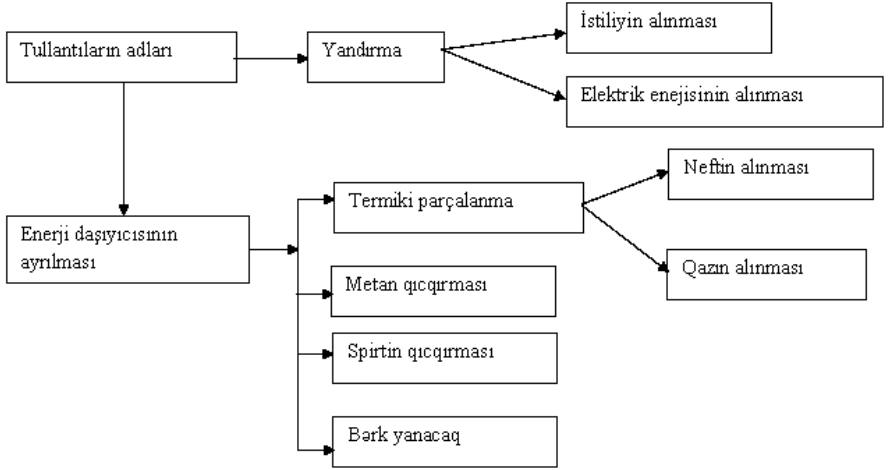 Tullantıların adları
Yandırma
İstiliyin alınması
Elektrik enejisinin alınması
Enerji daşıyıcısının
ayrılması
Termiki parçalanma
Neftin alınması
Qazın alınması
Metan qıcqırması
Spirtin qıcqırması
Bərk yanacaq